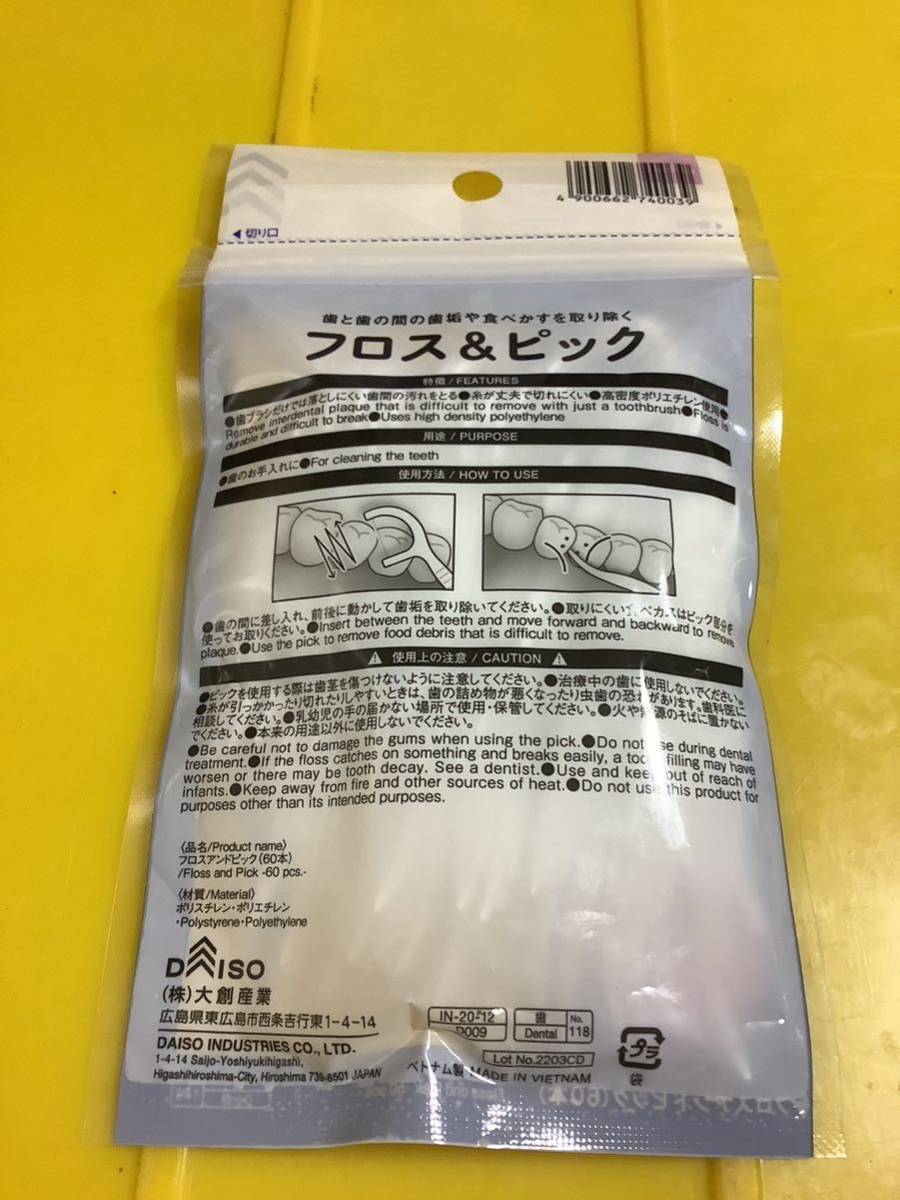 4 900662 740039
◀切り口
歯と歯の間の歯垢や食べかすを取り除く
フロス&ピック
特徴/FEATURES
●歯ブラシだけでは落としにくい歯間の汚れをとる●糸が丈夫で切れにくい●高密度ポリエチレン使用●
Remove interdental plaque that is difficult to remove with just a toothbrush●Floss is
durable and difficult to break●Uses high density polyethylene
用途 / PURPOSE
●歯のお手入れに●For cleaning the teeth
使用方法 / HOW TO USE
●歯の間に差し入れ、前後に動かして歯垢を取り除いてください。●取りにくい食べカスはピック部分を
使ってお取りください。●Insert between the teeth and move forward and backward to remove
plaque.●Use the pick to remove food debris that is difficult to remove.
使用上の注意 / CAUTION
●ピックを使用する際は歯茎を傷つけないように注意してください。●治療中の歯に使用しないでください。
●糸が引っかかったり切れたりしやすいときは、歯の詰め物が悪くなったり虫歯の恐れがあります。歯科医に
相談してください。●乳幼児の手の届かない場所で使用・保管してください。●火や熱源のそばに置かない
でください。●本来の用途以外に使用しないでください。
●Be careful not to damage the gums when using the pick.●Do not use during dental
treatment.●If the floss catches on something and breaks easily, a tooth filling may have
worsen or there may be tooth decay. See a dentist.●Use and keep out of reach of
infants.●Keep away from fire and other sources of heat.●Do not use this product for
purposes other than its intended purposes.
〈品名/Product name〉
フロスアンドピック(60本)
/Floss and Pick -60 pcs.-
〈材質/Material〉
ポリスチレン・ポリエチレン
・Polystyrene・Polyethylene
DAISO
(株)大創産業
広島県東広島市西条吉行東1-4-14
DAISO INDUSTRIES CO., LTD.
1-4-14 Saijo-Yoshiyukihigashi,
Higashihiroshima-City, Hiroshima 739-8501 JAPAN
IN-20-12
D009
歯
Dental
No.
118
Lot No.2203CD
ベトナム製 MADE IN VIETNAM
プラ
袋